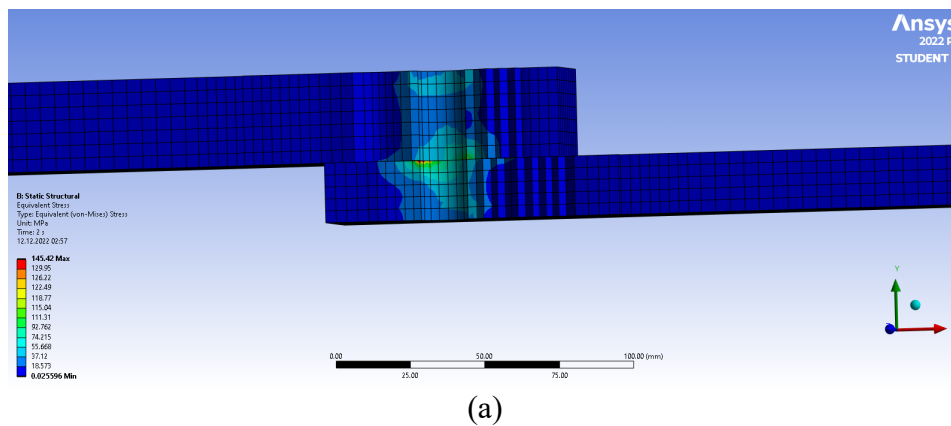 Ansys
2022 R
STUDENT
B: Static Structural
Equivalent Stress
Type: Equivalent (von-Mises) Stress
Unit: MPa
Time: 2 s
12.12.2022 02:57
145.42 Max
129.95
126.22
122.49
118.77
115.04
111.31
92.762
74.215
55.668
37.12
18.573
0.025596 Min
0.00 50.00 100.00 (mm)
25.00 75.00
Y
(a)